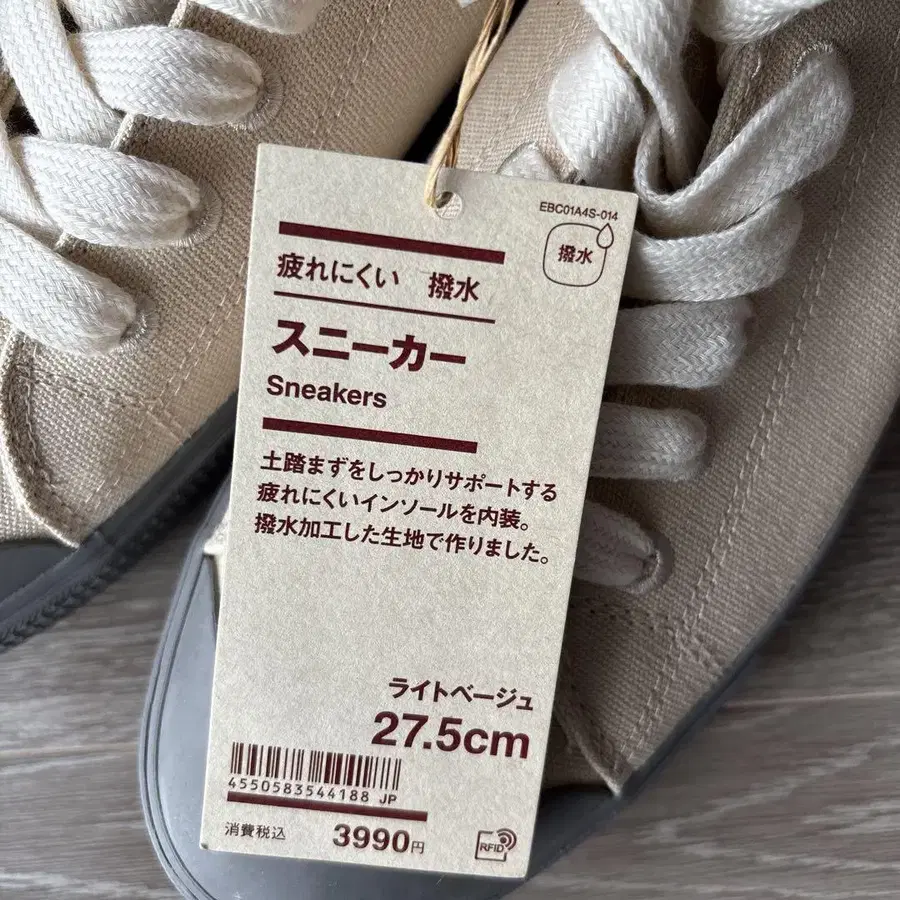 EBC01A4S-014
撥水
疲れにくい 撥水
スニーカー
Sneakers
土踏まずをしっかりサポートする
疲れにくいインソールを内装。
撥水加工した生地で作りました。
ライトベージュ
27.5cm
4550583544188 JP
消費税込 3990円
RFID